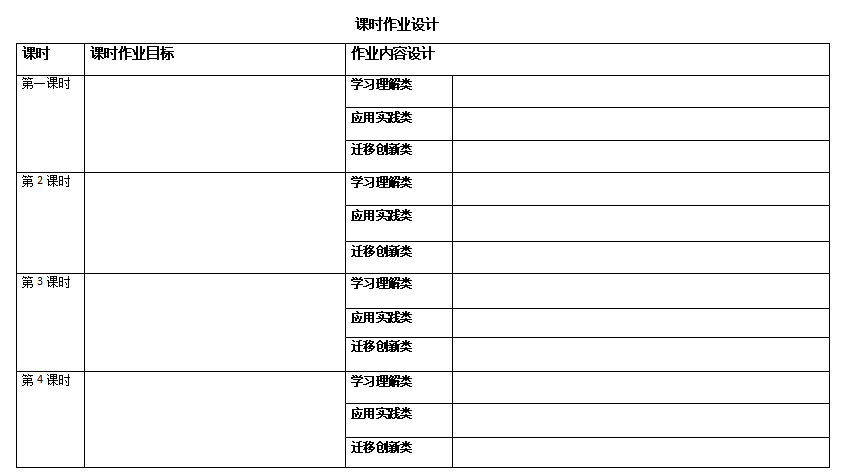 课时作业设计
课时 课时作业目标 作业内容设计
第一课时 学习理解类
应用实践类
迁移创新类
第 2 课时 学习理解类
应用实践类
迁移创新类
第 3 课时 学习理解类
应用实践类
迁移创新类
第 4 课时 学习理解类
应用实践类
迁移创新类